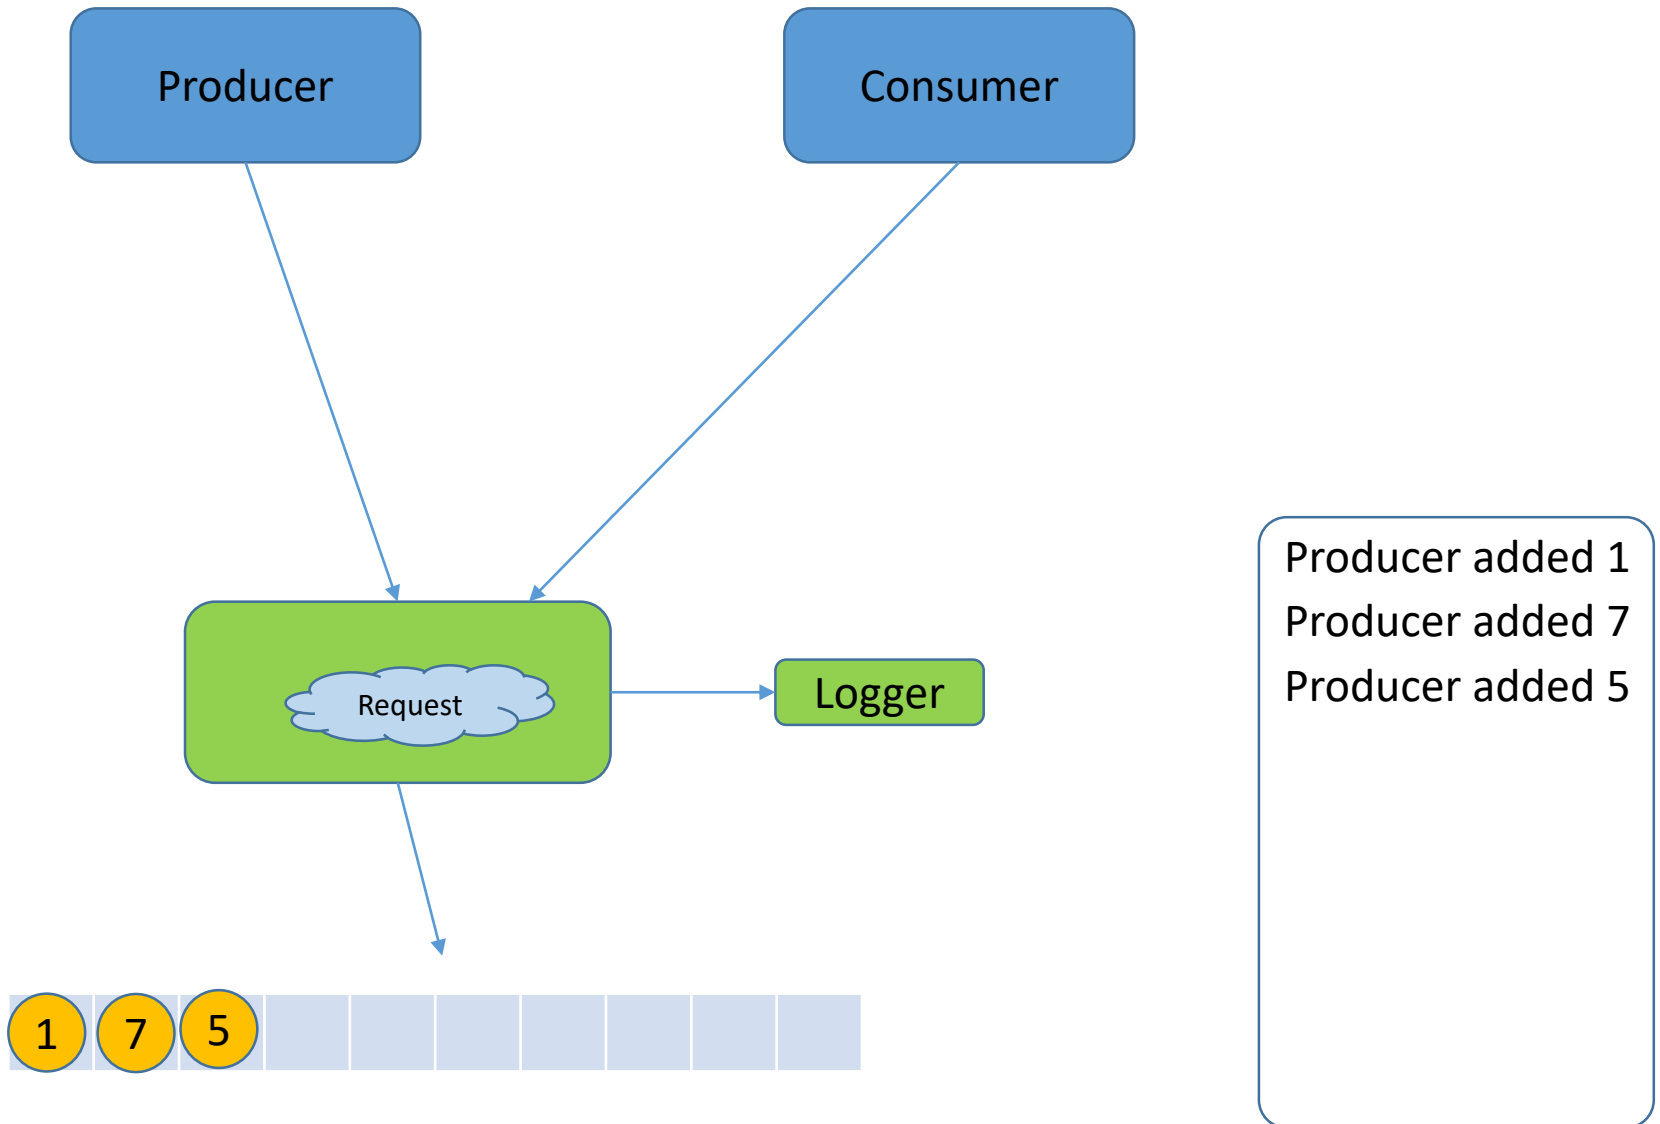 Producer
Consumer
Request
Logger
Producer added 1
Producer added 7
Producer added 5
1 7 5